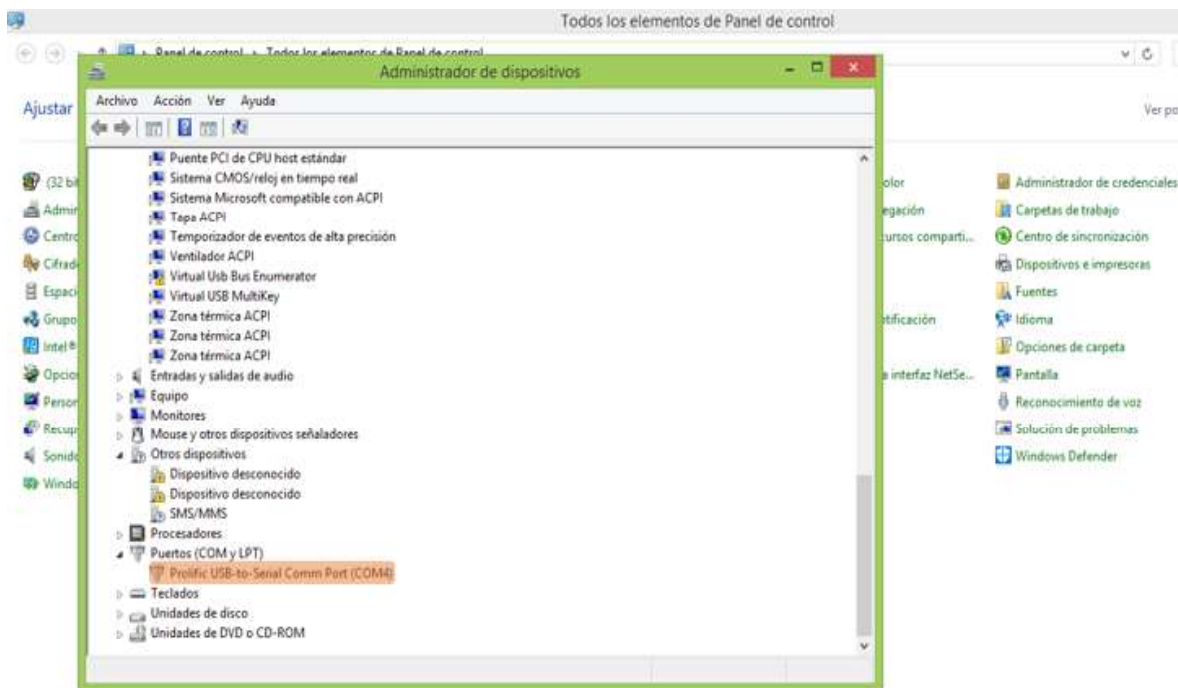 Todos los elementos de Panel de control
Panel de control Todos los elementos de Panel de control
Administrador de dispositivos
Ajustar
Ver po
Archivo Acción Ver Ayuda
Puente PCI de CPU host estándar
Sistema CMOS/reloj en tiempo real
Sistema Microsoft compatible con ACPI
Tapa ACPI
Temporizador de eventos de alta precisión
Ventilador ACPI
Virtual Usb Bus Enumerator
Virtual USB MultiKey
Zona térmica ACPI
Zona térmica ACPI
Zona térmica ACPI
Entradas y salidas de audio
Equipo
Monitores
Mouse y otros dispositivos señaladores
Otros dispositivos
Dispositivo desconocido
Dispositivo desconocido
SMS/MMS
Procesadores
Puertos (COM y LPT)
Prolific USB-to-Serial Comm Port (COM4)
Teclados
Unidades de disco
Unidades de DVD o CD-ROM
(32 bit
Admin
Centro
Cifrad
Espaci
Grupo
Intel®
Opcio
Person
Recup
Sonido
Windo
olor
egación
cursos comparti...
otificación
a interfaz NetSe...
Administrador de credenciales
Carpetas de trabajo
Centro de sincronización
Dispositivos e impresoras
Fuentes
Idioma
Opciones de carpeta
Pantalla
Reconocimiento de voz
Solución de problemas
Windows Defender